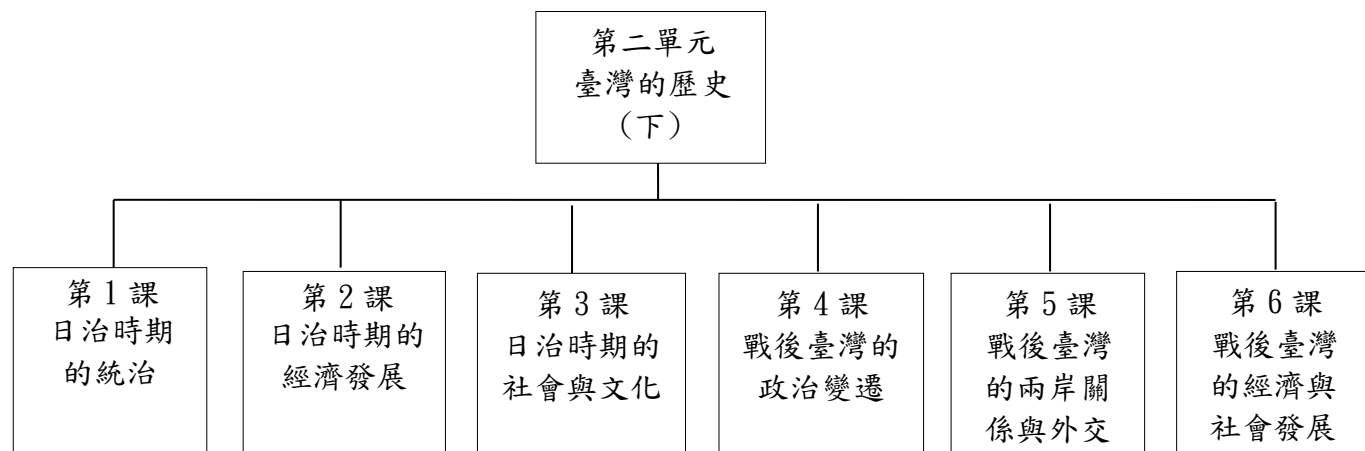 第二單元
臺灣的歷史
（下）
第1課
日治時期
的統治
第2課
日治時期的
經濟發展
第3課
日治時期的
社會與文化
第4課
戰後臺灣的
政治變遷
第5課
戰後臺灣
的兩岸關
係與外交
第6課
戰後臺灣
的經濟與
社會發展